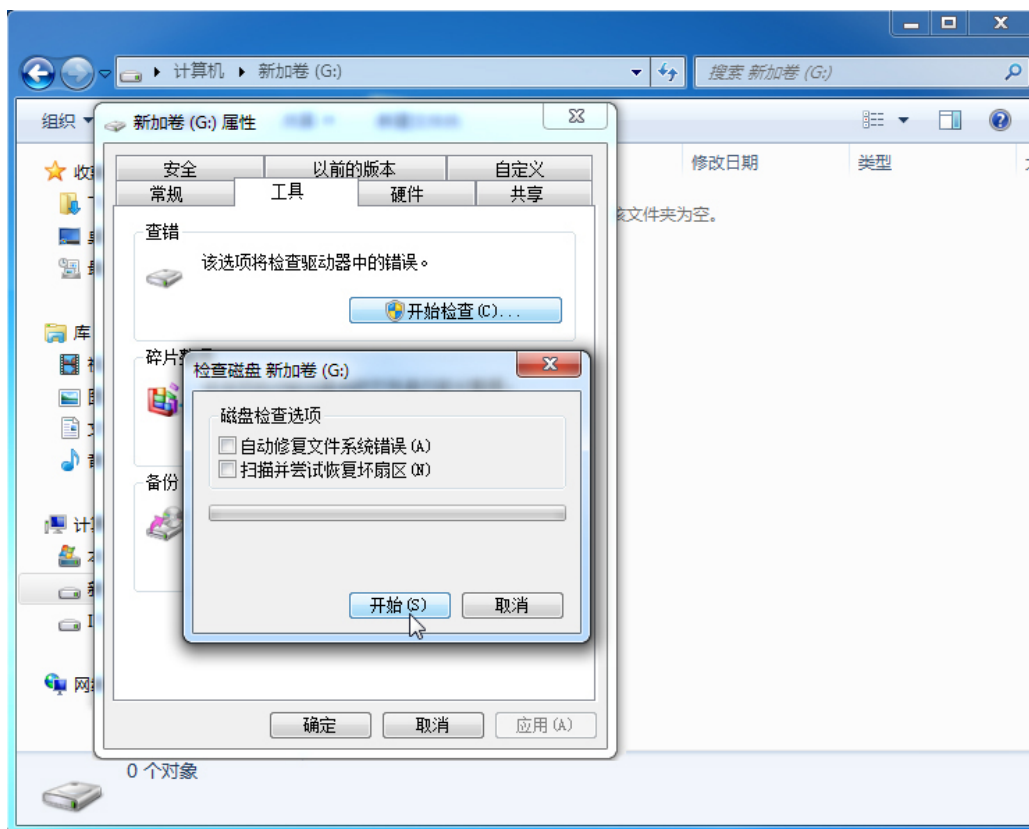 计算机 新加卷 (G:)
搜索 新加卷 (G:)
组织
新加卷 (G:) 属性
修改日期 类型
安全 以前的版本 自定义
常规 工具 硬件 共享
收
查错
该选项将检查驱动器中的错误。
开始检查(C)...
文件夹为空。
库
碎片
检查磁盘 新加卷 (G:)
磁盘检查选项
自动修复文件系统错误(A)
扫描并尝试恢复坏扇区(N)
备份
开始(S) 取消
网
确定 取消 应用(A)
0 个对象